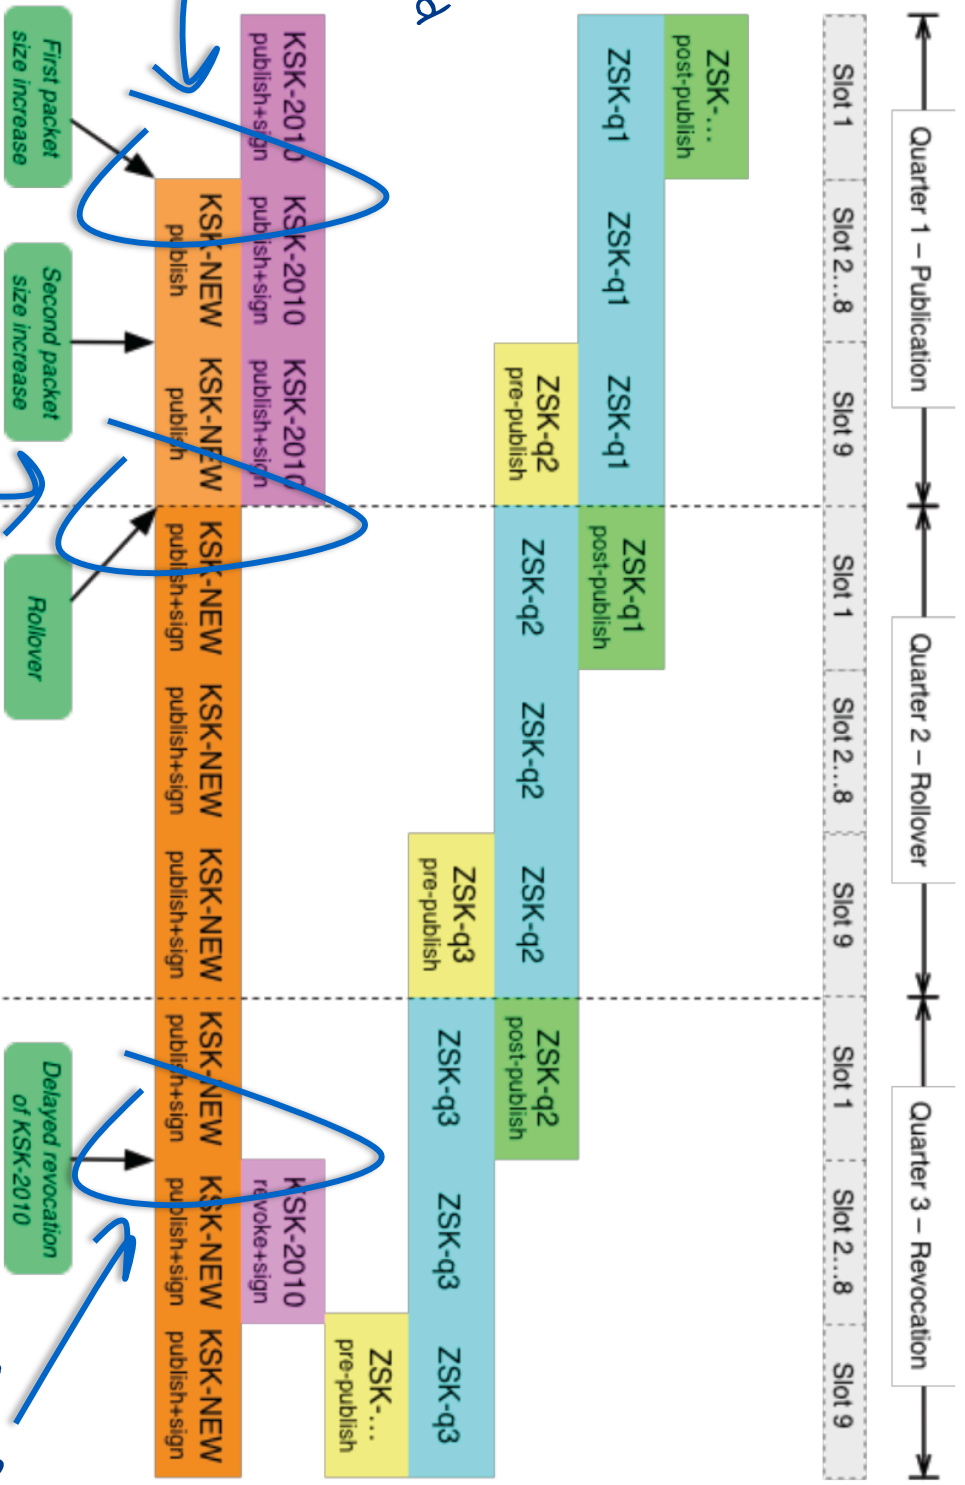 Quarter 1 – Publication
Quarter 2 – Rollover
Quarter 3 – Revocation
Slot 1
Slot 2…8
Slot 9
Slot 1
Slot 2…8
Slot 9
Slot 1
Slot 2…8
Slot 9
ZSK-…
post-publish
ZSK-q1
ZSK-q1
ZSK-q1
ZSK-q1
post-publish
ZSK-q2
pre-publish
ZSK-q2
ZSK-q2
ZSK-q2
ZSK-q2
post-publish
ZSK-q3
pre-publish
ZSK-q3
ZSK-q3
ZSK-q3
ZSK-…
pre-publish
KSK-2010
publish+sign
KSK-2010
publish+sign
KSK-2010
publish+sign
KSK-2010
revoke+sign
KSK-NEW
publish
KSK-NEW
publish
KSK-NEW
publish+sign
KSK-NEW
publish+sign
KSK-NEW
publish+sign
KSK-NEW
publish+sign
KSK-NEW
publish+sign
KSK-NEW
publish+sign
First packet
size increase
Second packet
size increase
Rollover
Delayed revocation
of KSK-2010